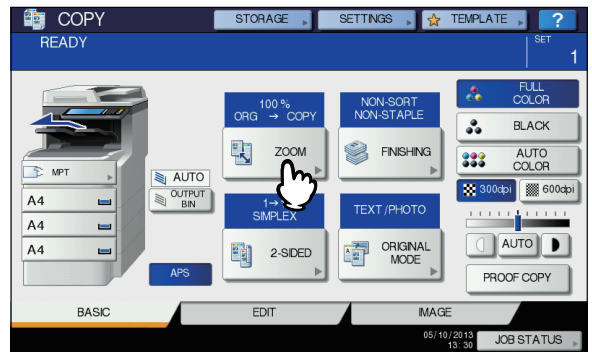 COPY
STORAGE
SETTINGS
TEMPLATE
?
READY
SET
1
100 %
ORG → COPY
ZOOM
NON-SORT
NON-STAPLE
FINISHING
FULL
COLOR
BLACK
AUTO
COLOR
300dpi
600dpi
MPT
A4
A4
A4
AUTO
OUTPUT
BIN
APS
1→
SIMPLEX
2-SIDED
TEXT/PHOTO
ORIGINAL
MODE
AUTO
PROOF COPY
BASIC
EDIT
IMAGE
05/10/2013
13:30
JOB STATUS